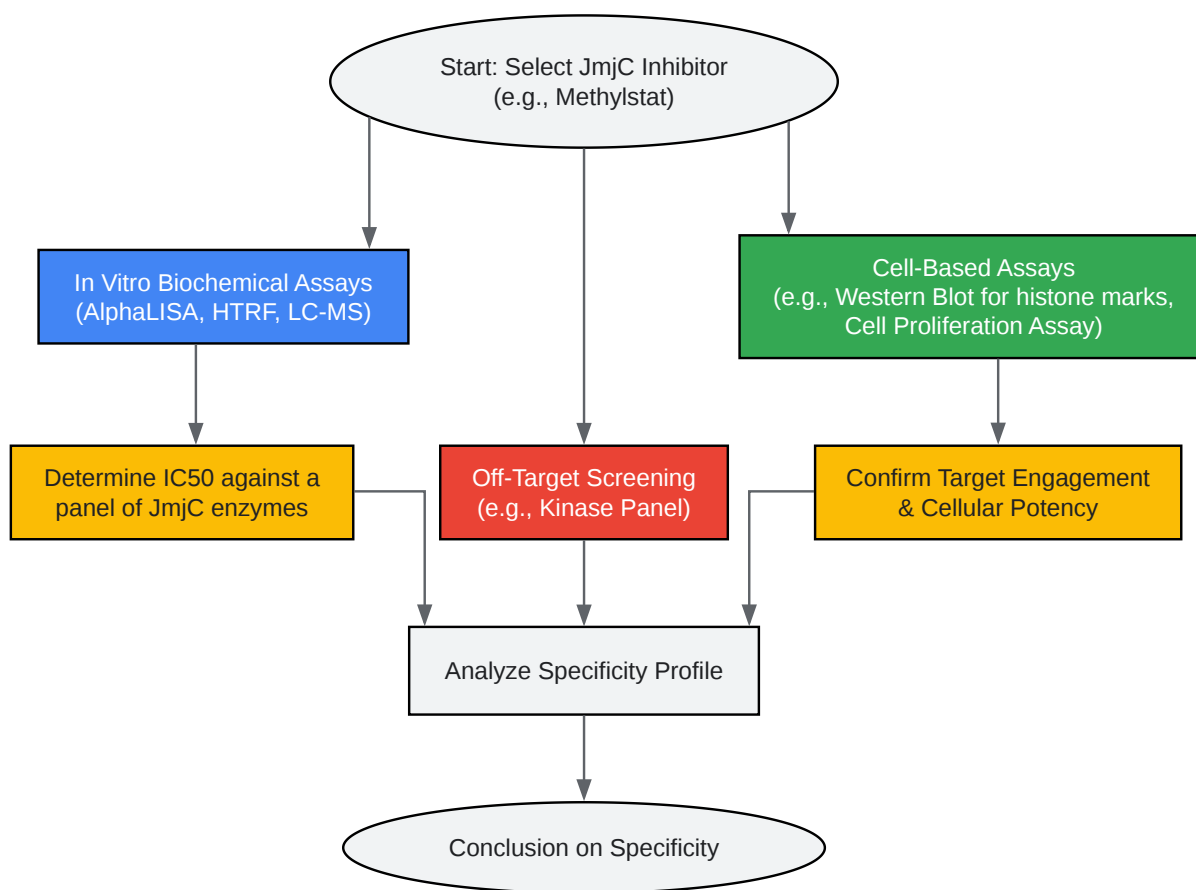 Start: Select JmjC Inhibitor
(e.g., Methylstat)
In Vitro Biochemical Assays
(AlphaLISA, HTRF, LC-MS)
Cell-Based Assays
(e.g., Western Blot for histone marks,
Cell Proliferation Assay)
Determine IC50 against a
panel of JmjC enzymes
Off-Target Screening
(e.g., Kinase Panel)
Confirm Target Engagement
& Cellular Potency
Analyze Specificity Profile
Conclusion on Specificity